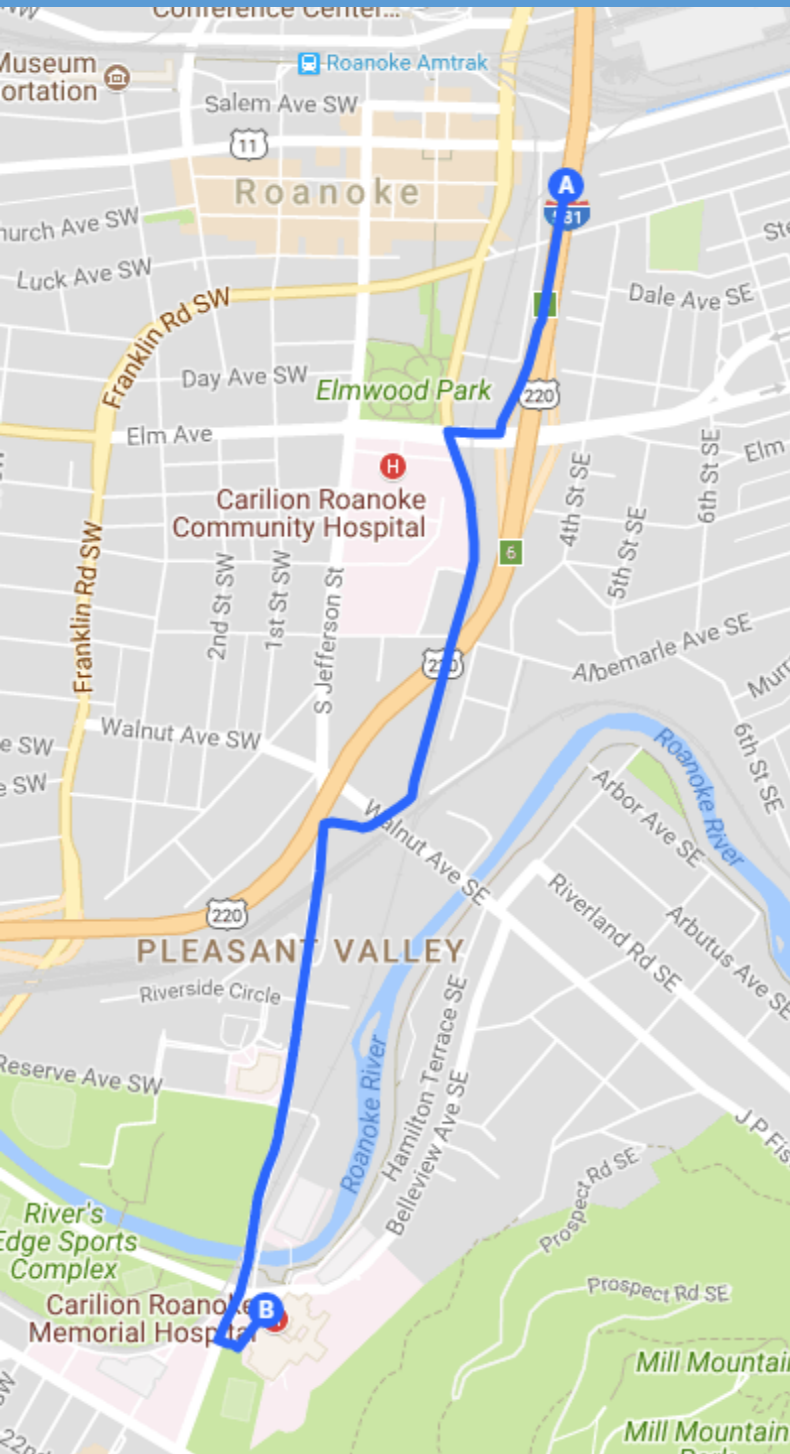 Conference Center...
Museum
ortation
Roanoke Amtrak
Salem Ave SW
11
Roanoke
A
581
hurch Ave SW
Luck Ave SW
Franklin Rd SW
Dale Ave SE
Ste
Day Ave SW
Elmwood Park
220
Elm Ave
Elm
H
Carilion Roanoke
Community Hospital
6
4th St SE
5th St SE
6th St SE
Franklin Rd SW
2nd St SW
1st St SW
S Jefferson St
220
Albemarle Ave SE
Murr
6th St SE
Walnut Ave SW
e SW
e SW
Roanoke River
Arbor Ave SE
Walnut Ave SE
220
Riverland Rd SE
Arbutus Ave SE
PLEASANT VALLEY
Riverside Circle
Reserve Ave SW
Roanoke River
Hamilton Terrace SE
Belleview Ave SE
J P Fis
Prospect Rd SE
River's
Edge Sports
Complex
Prospect Rd SE
Carilion Roanoke
Memorial Hospital
B
Mill Mountai
SW
22nd
Mill Mountain